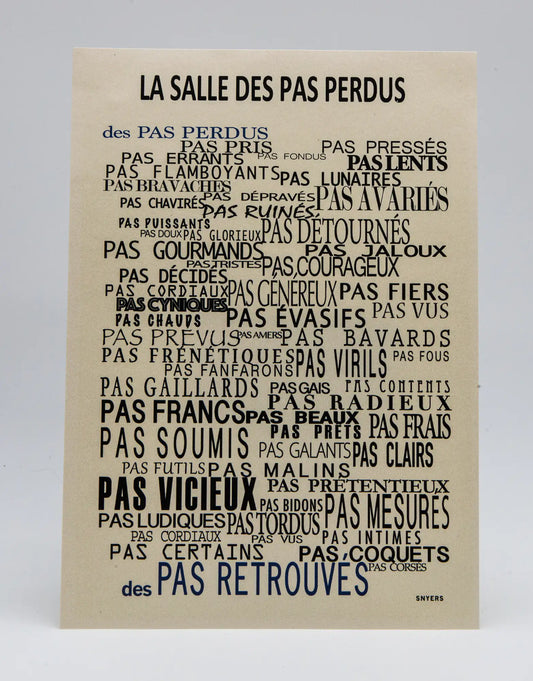 LA SALLE DES PAS PERDUS
des PAS PERDUS
PAS PRIS PAS PRESSÉS
PAS ERRANTS PAS FONDUS PAS LENTS
PAS FLAMBOYANTS PAS LUNAIRES
PAS BRAVACHES PAS DÉPRAVÉS PAS AVARIÉS
PAS CHAVIRÉS PAS RUINÉS
PAS PUISSANTS PAS DÉTOURNÉS
PAS DOUX PAS GLORIEUX
PAS GOURMANDS PAS JALOUX
PAS TRISTES PAS COURAGEUX
PAS DÉCIDÉS
PAS CORDIAUX PAS GÉNEREUX PAS FIERS
PAS CYNIQUES PAS VUS
PAS CHAUDS PAS ÉVASIFS
PAS PREVUS PAS AMERS PAS BAVARDS
PAS FRÉNÉTIQUES PAS VIRILS PAS FOUS
PAS FANFARONS
PAS GAILLARDS PAS GAIS PAS CONTENTS
PAS RADIEUX
PAS FRANCS PAS BEAUX PAS FRAIS
PAS PRÊTS
PAS SOUMIS PAS GALANTS PAS CLAIRS
PAS FUTILS PAS MALINS
PAS VICIEUX PAS PRÉTENTIEUX
PAS BIDONS PAS MESURÉS
PAS LUDIQUES PAS TORDUS
PAS CORDIAUX PAS VUS PAS INTIMES
PAS CERTAINS PAS COQUETS
PAS CORSÉS
des PAS RETROUVÉS
SNYERS